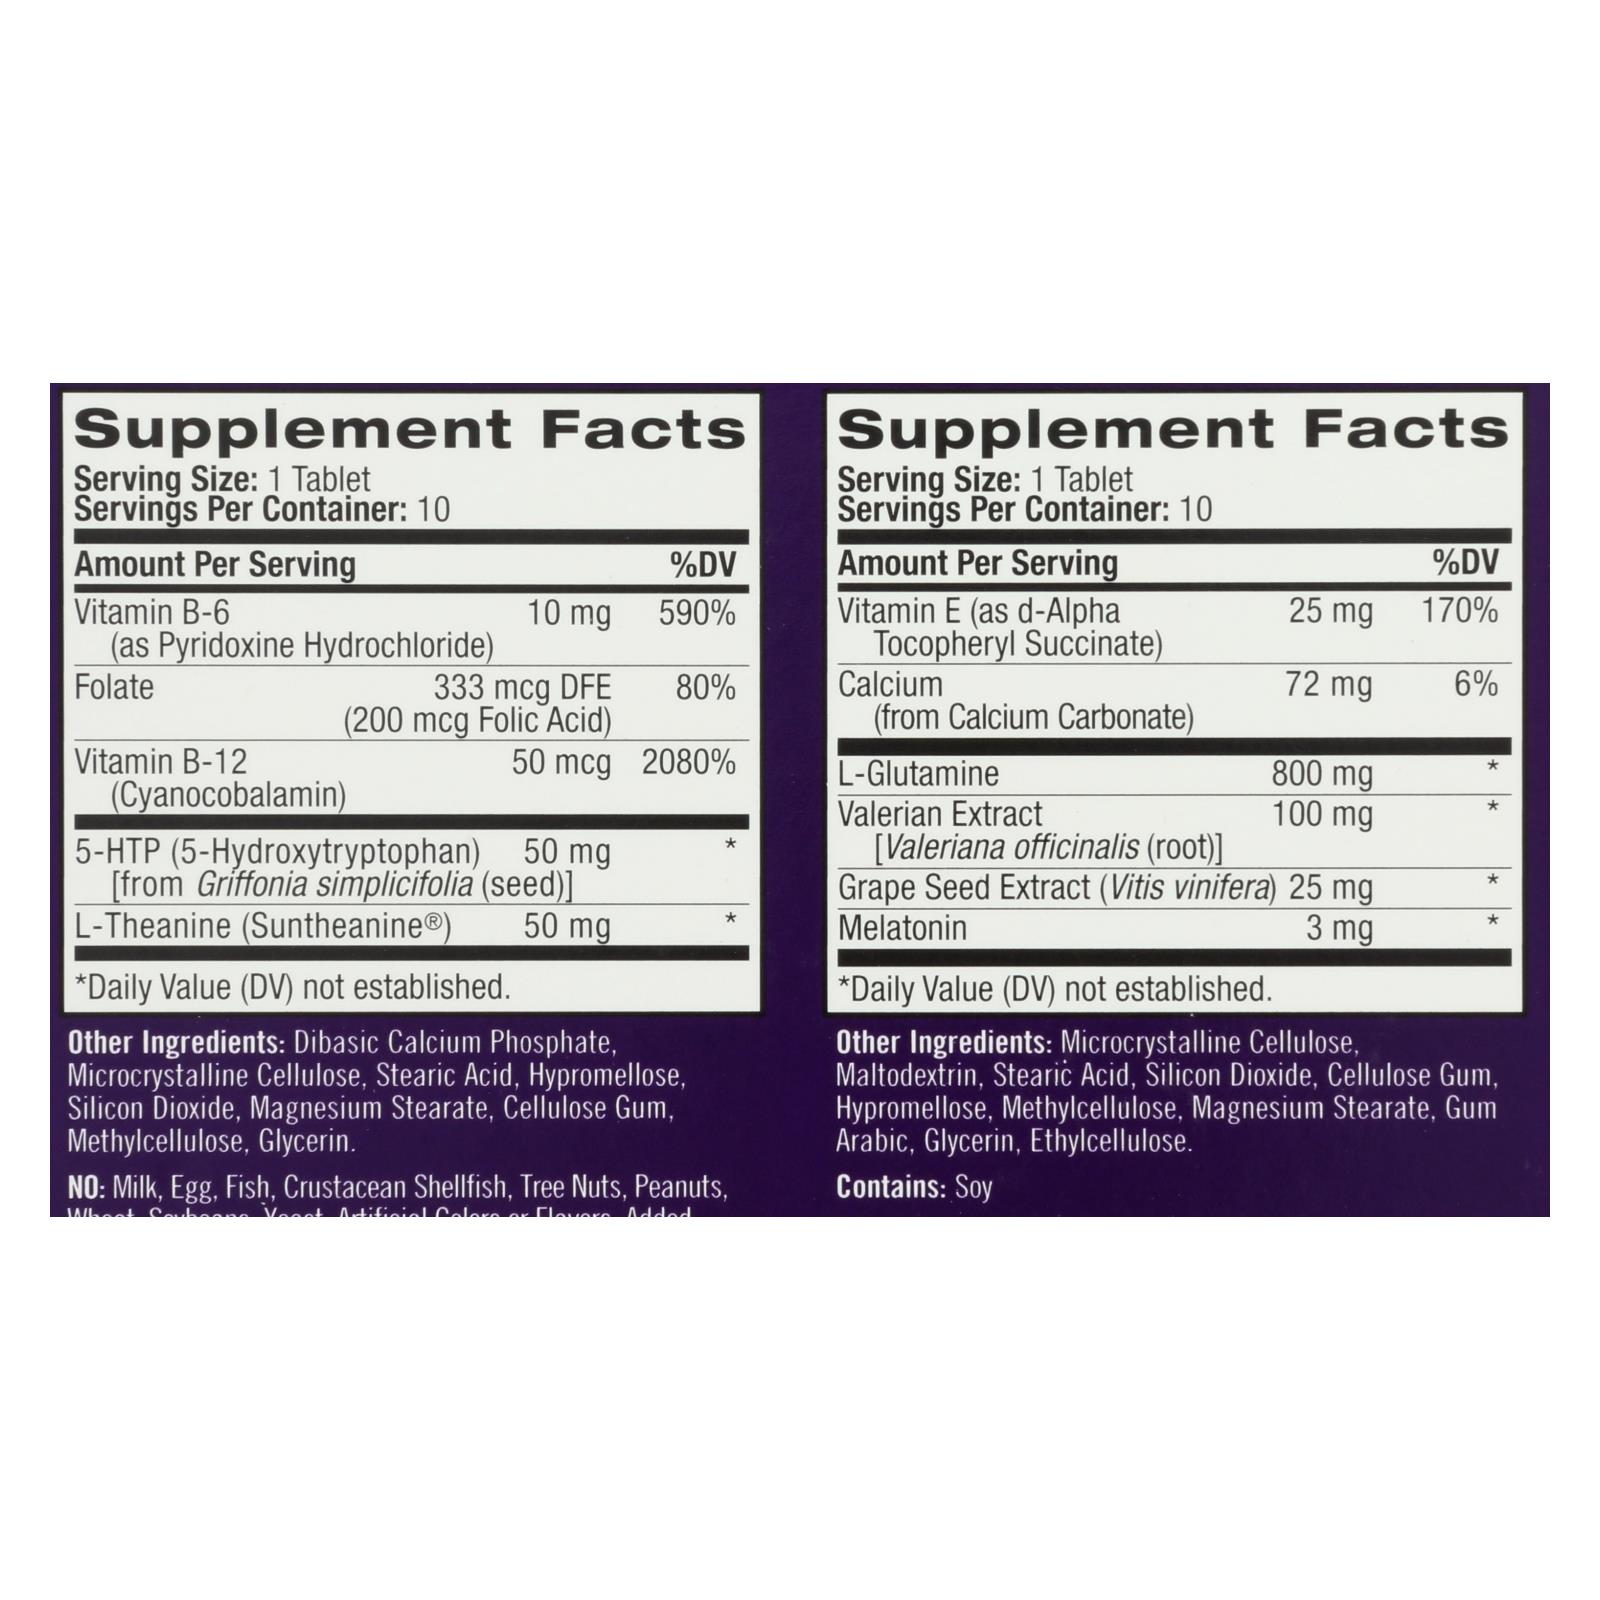 Supplement Facts
Serving Size: 1 Tablet
Servings Per Container: 10
Amount Per Serving %DV
Vitamin B-6 10 mg 590%
(as Pyridoxine Hydrochloride)
Folate 333 mcg DFE 80%
(200 mcg Folic Acid)
Vitamin B-12 50 mcg 2080%
(Cyanocobalamin)
5-HTP (5-Hydroxytryptophan) 50 mg *
[from Griffonia simplicifolia (seed)]
L-Theanine (Suntheanine®) 50 mg *
*Daily Value (DV) not established.
Other Ingredients: Dibasic Calcium Phosphate,
Microcrystalline Cellulose, Stearic Acid, Hypromellose,
Silicon Dioxide, Magnesium Stearate, Cellulose Gum,
Methylcellulose, Glycerin.
NO: Milk, Egg, Fish, Crustacean Shellfish, Tree Nuts, Peanuts,
Wheat, Soybeans, Yeast, Artificial Colors or Flavors, Added
Supplement Facts
Serving Size: 1 Tablet
Servings Per Container: 10
Amount Per Serving %DV
Vitamin E (as d-Alpha 25 mg 170%
Tocopheryl Succinate)
Calcium 72 mg 6%
(from Calcium Carbonate)
L-Glutamine 800 mg *
Valerian Extract 100 mg *
[Valeriana officinalis (root)]
Grape Seed Extract (Vitis vinifera) 25 mg *
Melatonin 3 mg *
*Daily Value (DV) not established.
Other Ingredients: Microcrystalline Cellulose,
Maltodextrin, Stearic Acid, Silicon Dioxide, Cellulose Gum,
Hypromellose, Methylcellulose, Magnesium Stearate, Gum
Arabic, Glycerin, Ethylcellulose.
Contains: Soy